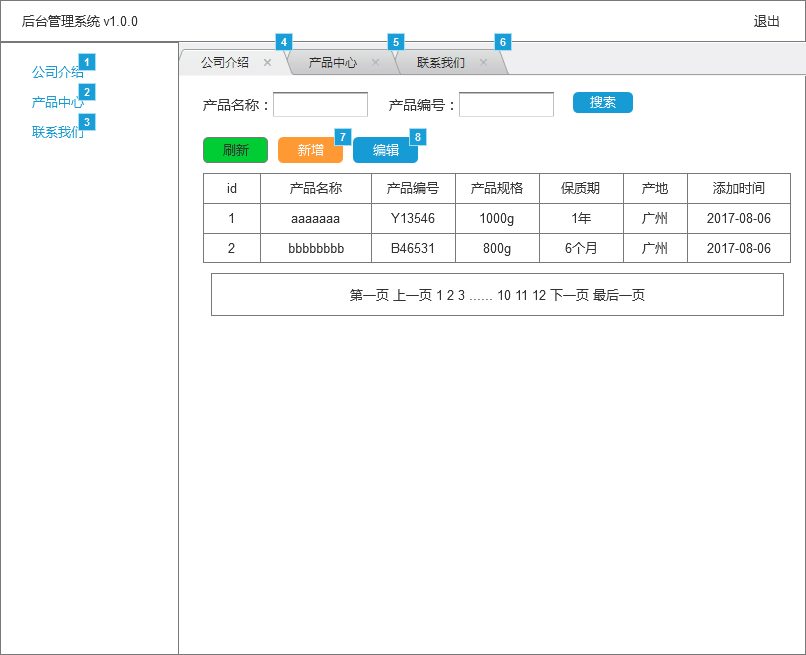 后台管理系统 v1.0.0 退出
公司介绍 1
产品中心 2
联系我们 3
公司介绍 × 4 产品中心 × 5 联系我们 × 6
产品名称： 产品编号： 搜索
刷新 新增 7 编辑 8
id 产品名称 产品编号 产品规格 保质期 产地 添加时间
1 aaaaaaa Y13546 1000g 1年 广州 2017-08-06
2 bbbbbbbb B46531 800g 6个月 广州 2017-08-06
第一页 上一页 1 2 3 ...... 10 11 12 下一页 最后一页